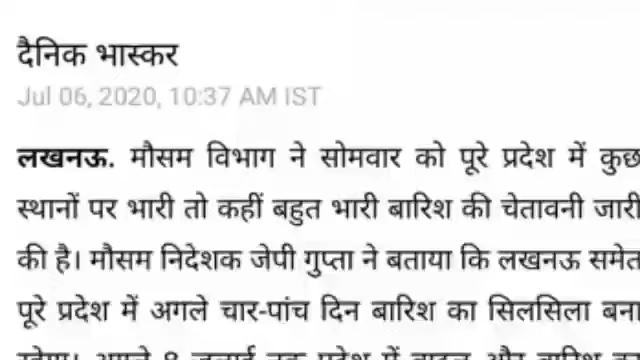 दैनिक भास्कर
Jul 06, 2020, 10:37 AM IST
लखनऊ. मौसम विभाग ने सोमवार को पूरे प्रदेश में कुछ
स्थानों पर भारी तो कहीं बहुत भारी बारिश की चेतावनी जारी
की है। मौसम निदेशक जेपी गुप्ता ने बताया कि लखनऊ समेत
पूरे प्रदेश में अगले चार-पांच दिन बारिश का सिलसिला बना